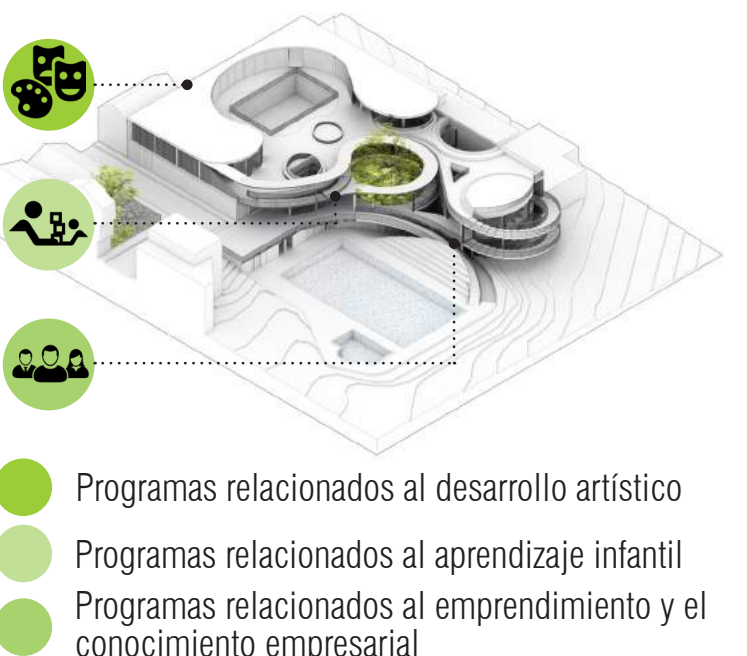 Programas relacionados al desarrollo artístico
Programas relacionados al aprendizaje infantil
Programas relacionados al emprendimiento y el
conocimiento empresarial